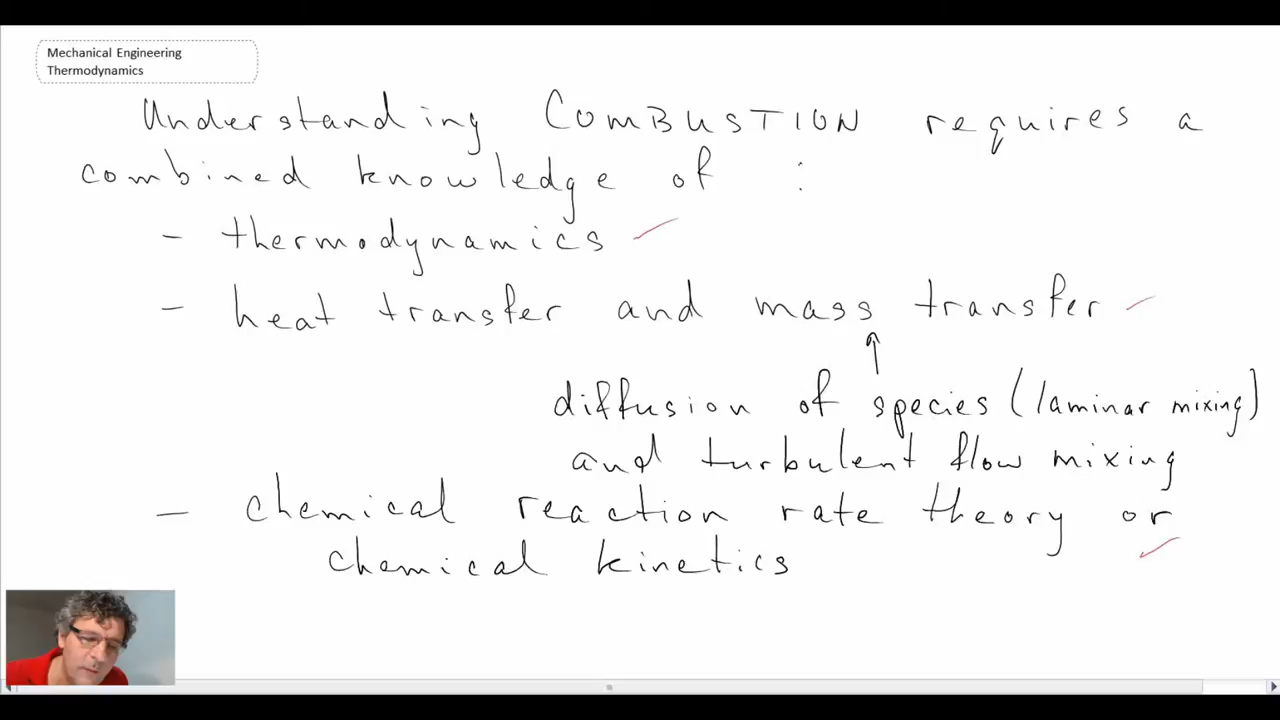 Mechanical Engineering
Thermodynamics
Understanding COMBUSTION requires a
combined knowledge of :
- thermodynamics
- heat transfer and mass transfer
diffusion of species (laminar mixing)
and turbulent flow mixing
- chemical reaction rate theory or
chemical kinetics